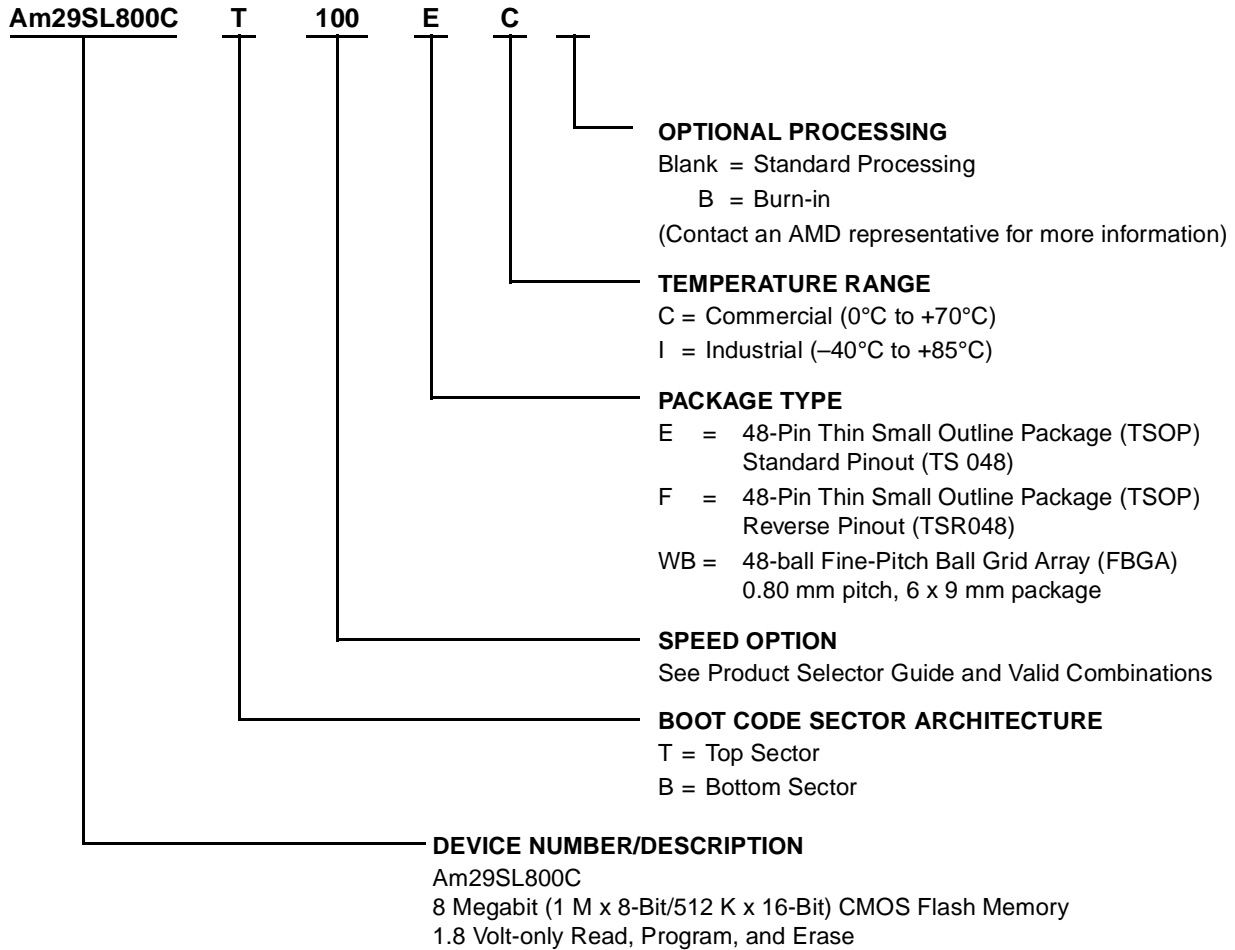 Am29SL800C T 100 E C
OPTIONAL PROCESSING
Blank = Standard Processing
B = Burn-in
(Contact an AMD representative for more information)
TEMPERATURE RANGE
C = Commercial (0°C to +70°C)
I = Industrial (–40°C to +85°C)
PACKAGE TYPE
E = 48-Pin Thin Small Outline Package (TSOP)
Standard Pinout (TS 048)
F = 48-Pin Thin Small Outline Package (TSOP)
Reverse Pinout (TSR048)
WB = 48-ball Fine-Pitch Ball Grid Array (FBGA)
0.80 mm pitch, 6 x 9 mm package
SPEED OPTION
See Product Selector Guide and Valid Combinations
BOOT CODE SECTOR ARCHITECTURE
T = Top Sector
B = Bottom Sector
DEVICE NUMBER/DESCRIPTION
Am29SL800C
8 Megabit (1 M x 8-Bit/512 K x 16-Bit) CMOS Flash Memory
1.8 Volt-only Read, Program, and Erase